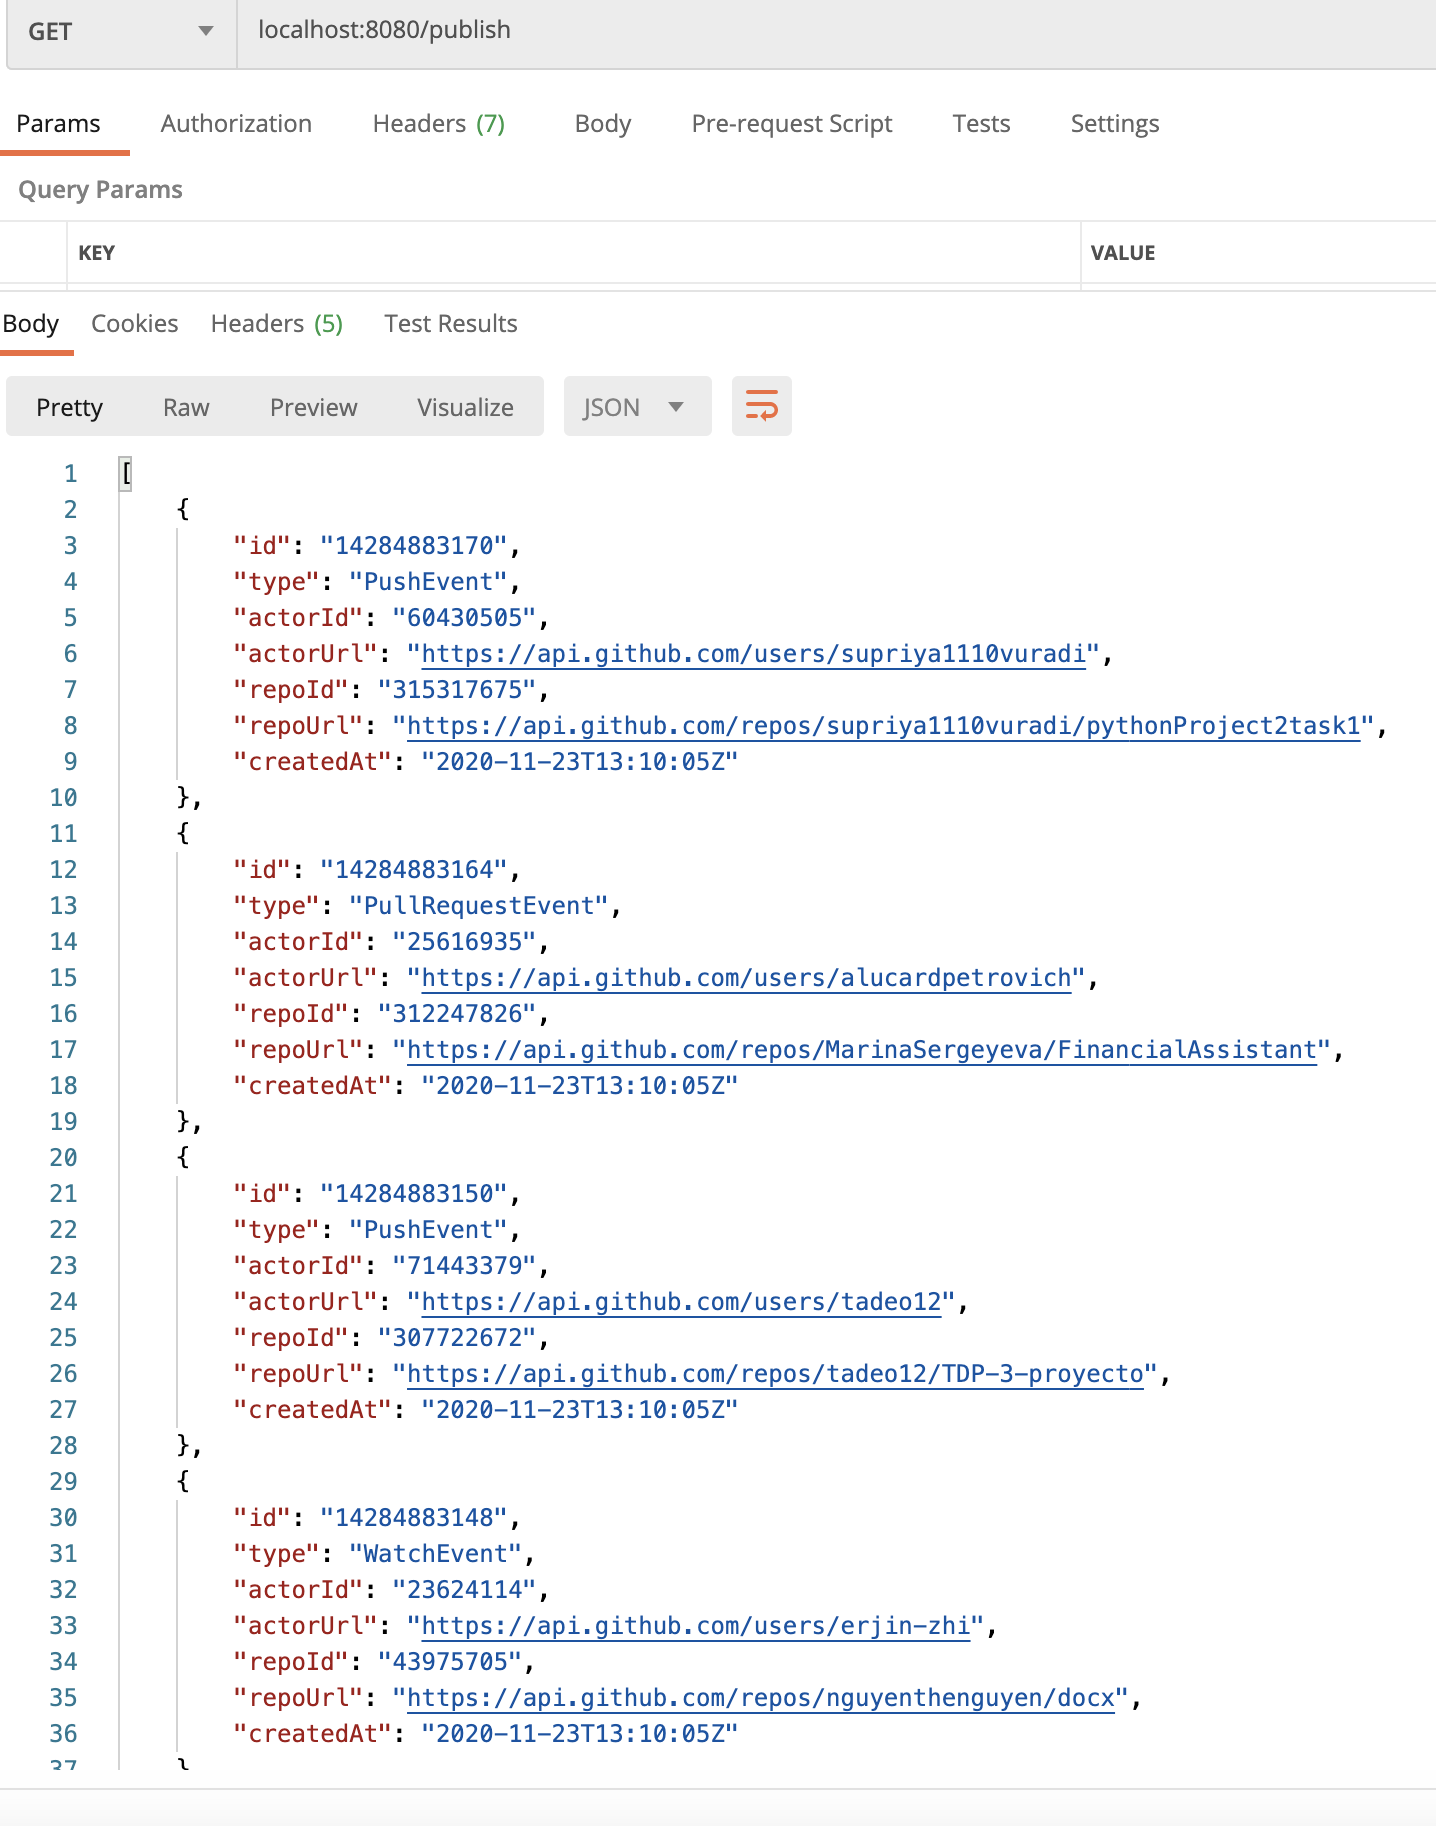 GET localhost:8080/publish
Params Authorization Headers (7) Body Pre-request Script Tests Settings
Query Params
KEY VALUE
Body Cookies Headers (5) Test Results
Pretty Raw Preview Visualize JSON
1 [
2 {
3 "id": "14284883170",
4 "type": "PushEvent",
5 "actorId": "60430505",
6 "actorUrl": "https://api.github.com/users/supriya1110vuradi",
7 "repoId": "315317675",
8 "repoUrl": "https://api.github.com/repos/supriya1110vuradi/pythonProject2task1",
9 "createdAt": "2020-11-23T13:10:05Z"
10 },
11 {
12 "id": "14284883164",
13 "type": "PullRequestEvent",
14 "actorId": "25616935",
15 "actorUrl": "https://api.github.com/users/alucardpetrovich",
16 "repoId": "312247826",
17 "repoUrl": "https://api.github.com/repos/MarinaSergeyeva/FinancialAssistant",
18 "createdAt": "2020-11-23T13:10:05Z"
19 },
20 {
21 "id": "14284883150",
22 "type": "PushEvent",
23 "actorId": "71443379",
24 "actorUrl": "https://api.github.com/users/tadeo12",
25 "repoId": "307722672",
26 "repoUrl": "https://api.github.com/repos/tadeo12/TDP-3-proyecto",
27 "createdAt": "2020-11-23T13:10:05Z"
28 },
29 {
30 "id": "14284883148",
31 "type": "WatchEvent",
32 "actorId": "23624114",
33 "actorUrl": "https://api.github.com/users/erjin-zhi",
34 "repoId": "43975705",
35 "repoUrl": "https://api.github.com/repos/nguyenthenguyen/docx",
36 "createdAt": "2020-11-23T13:10:05Z"
37 }